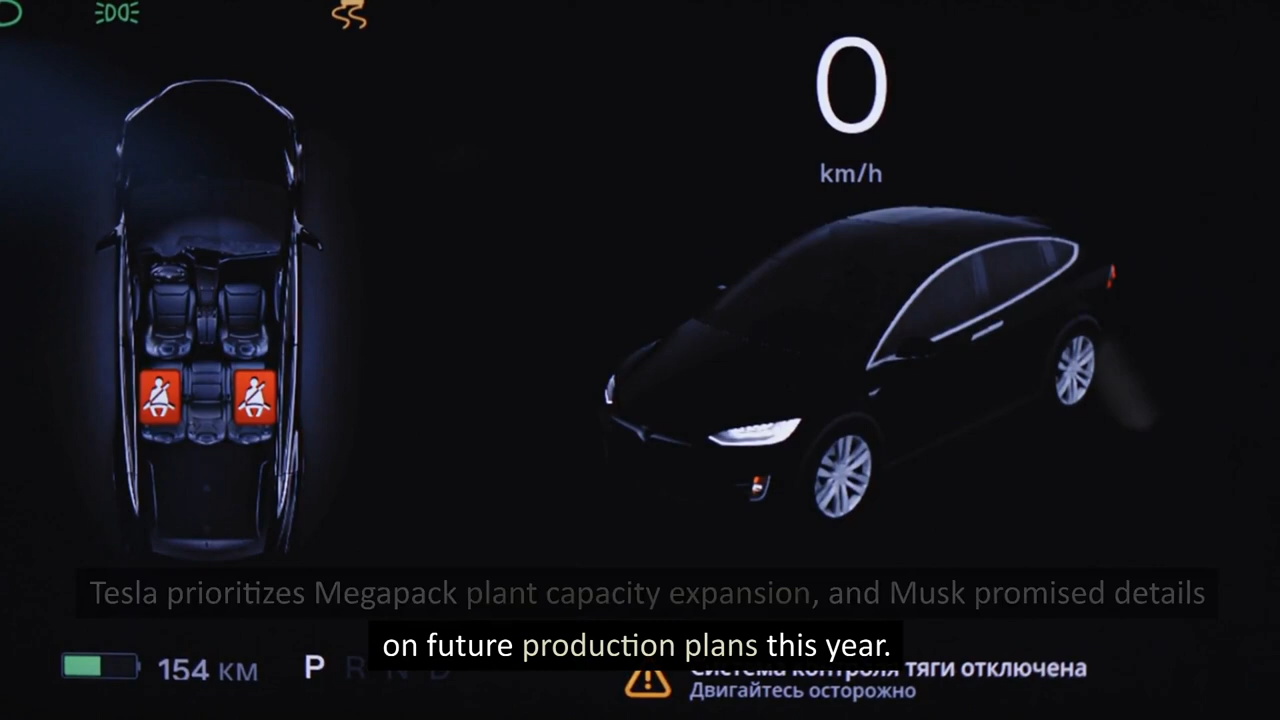 0
km/h
Tesla prioritizes Megapack plant capacity expansion, and Musk promised details
on future production plans this year.
154 КМ
P R N D
Система контроля тяги отключена
Двигайтесь осторожно